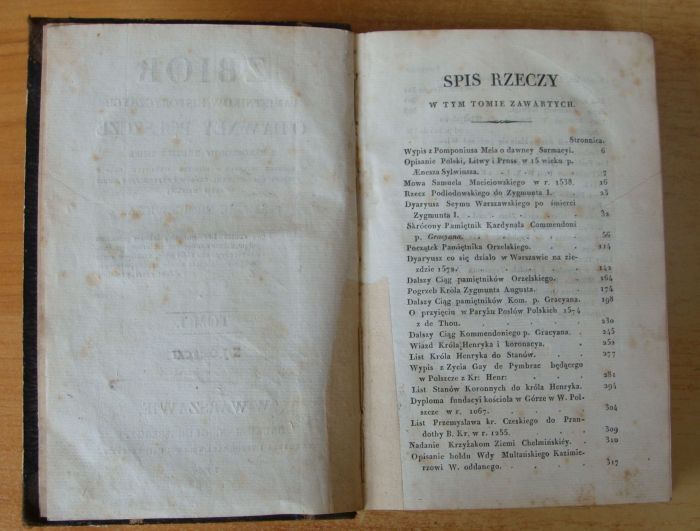 SPIS RZECZY
W TYM TOMIE ZAWARTYCH.
Stronnica.
Wypis z Pomponiusa Mela o dawney Sarmacyi. 6
Opisanie Polski, Litwy i Pruss w 15 wieku p.
Æneasza Sylwiusza. 7
Mowa Samuela Macieiowskiego w r. 1538. 16
Rzecz Podlodowskiego do Zygmunta I. 23
Dyaryusz Seymu Warszawskiego po śmierci
Zygmunta I. 32
Skrócony Pamiętnik Kardynała Commendoni
p. Gracyana. 56
Początek Pamiętnika Orzelskiego. 114
Dyaryusz co się działo w Warszawie na zie-
zdzie 1572. 142
Dalszy Ciąg pamiętników Orzelskiego. 164
Pogrzeb Króla Zygmunta Augusta. 174
Dalszy Ciąg pamiętników Kom. p. Gracyana. 198
O przyięciu w Paryżu Posłów Polskich 1574
z de Thou. 230
Dalszy Ciąg Kommendoniego p. Gracyana. 245
Wiazd Króla Henryka i koronacya. 262
List Króla Henryka do Stanów. 277
Wypis z Życia Gay de Pymbrac będącego
w Polszcze z Kr: Henr: 281
List Stanów Koronnych do króla Henryka. 294
Dyploma fundacyi kościoła w Górze w W. Pol-
szcze w r. 1067. 304
List Przemysława kr. Czeskiego do Pran-
dothy B. Kr. w r. 1255. 309
Nadanie Krzyżakom Ziemi Chełmińskiéy. 310
Opisanie hołdu Wdy Multańskiego Kazimie-
rzowi W. oddanego. 317